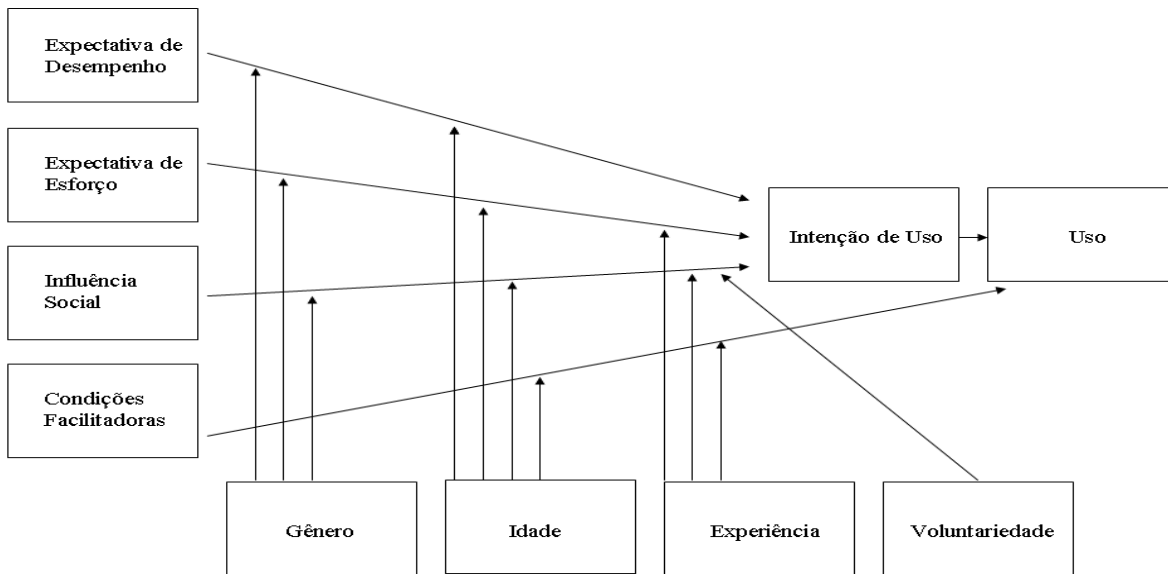 Expectativa de
Desempenho
Expectativa de
Esforço
Influência
Social
Condições
Facilitadoras
Intenção de Uso
Uso
Gênero
Idade
Experiência
Voluntariedade